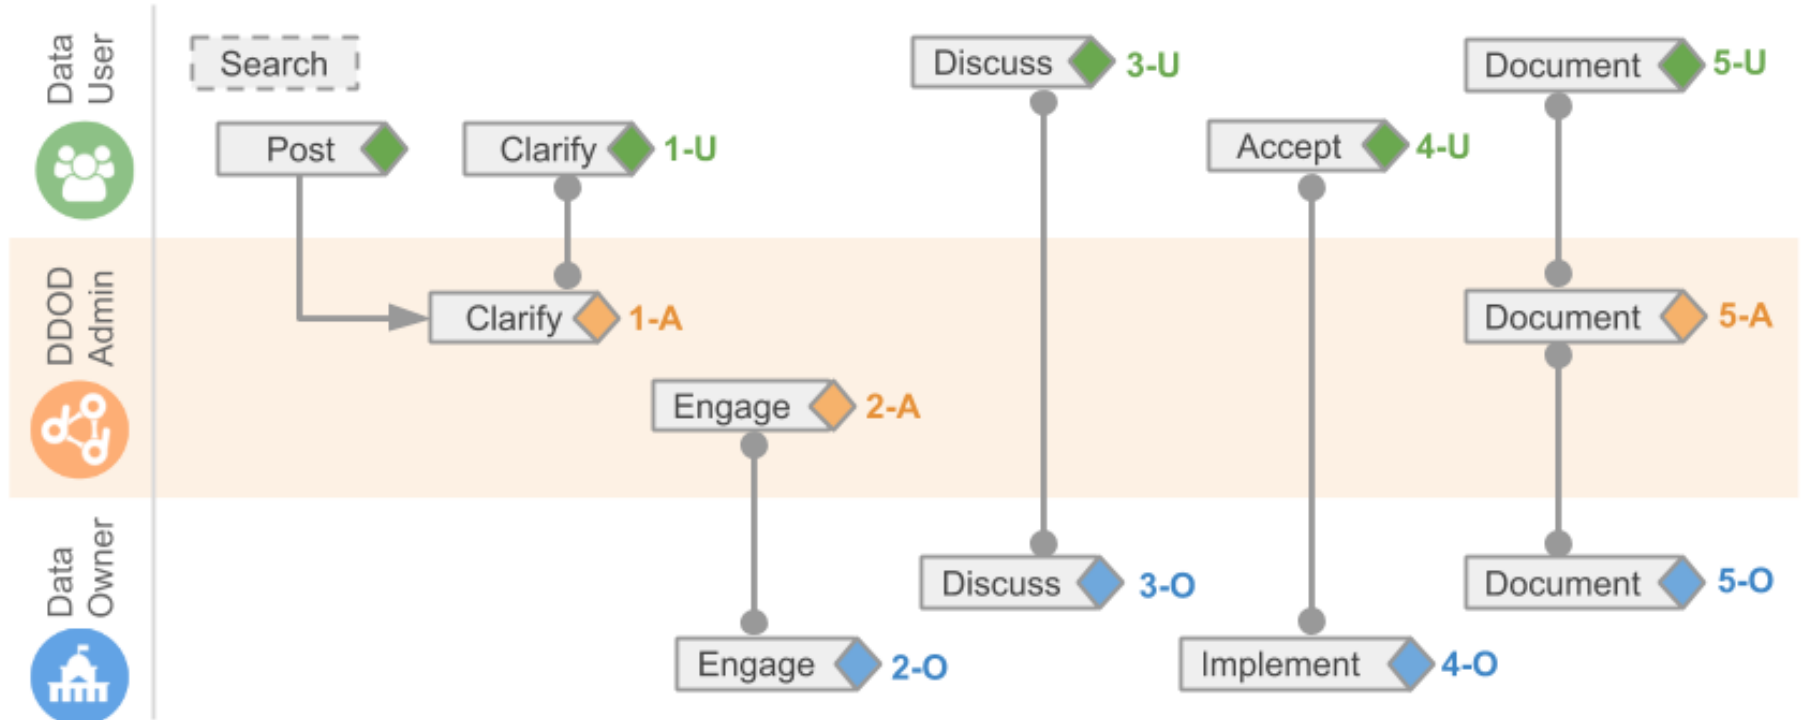 Data
User
Search
Discuss
3-U
Document
5-U
Post
Clarify
1-U
Accept
4-U
DDOD
Admin
Clarify
1-A
Document
5-A
Engage
2-A
Data
Owner
Discuss
3-O
Document
5-O
Engage
2-O
Implement
4-O